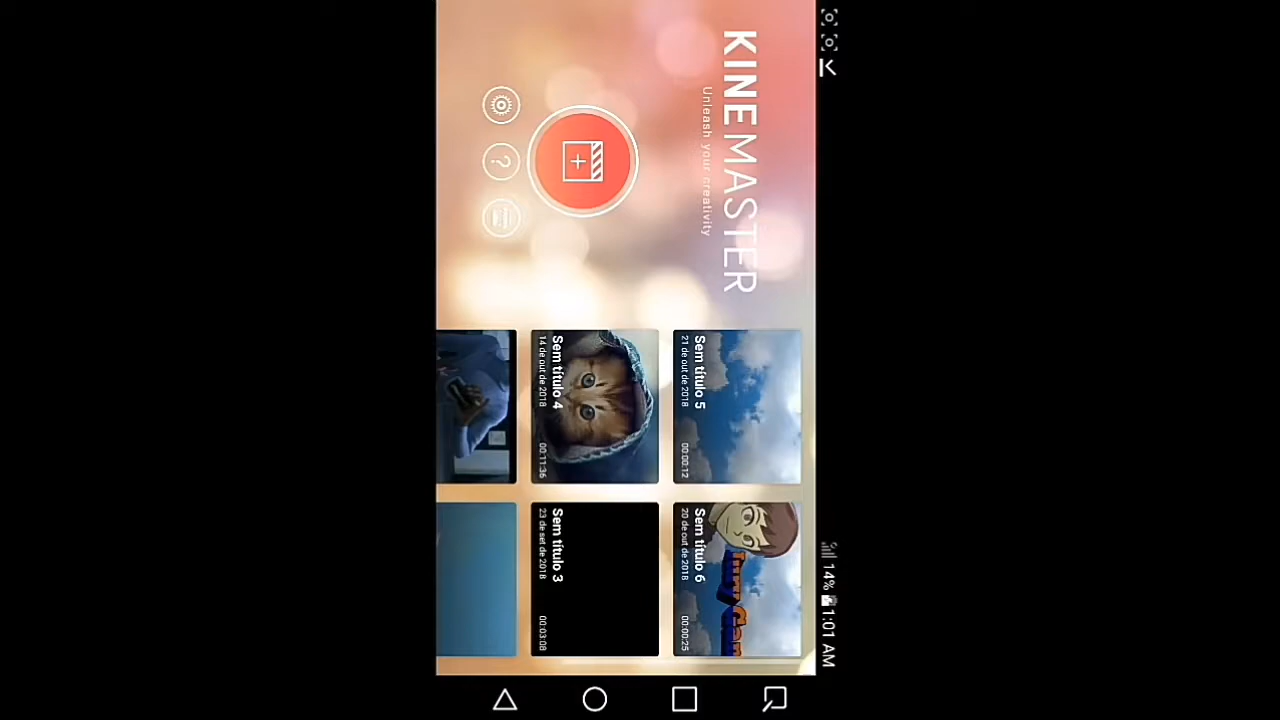 14% 1:01 AM
KINEMASTER
Unleash your creativity
?
Sem título 5
21 de out de 2018
00:00:12
Sem título 6
20 de out de 2018
00:00:25
Sem título 4
14 de out de 2018
00:11:36
Sem título 3
23 de set de 2018
00:03:08